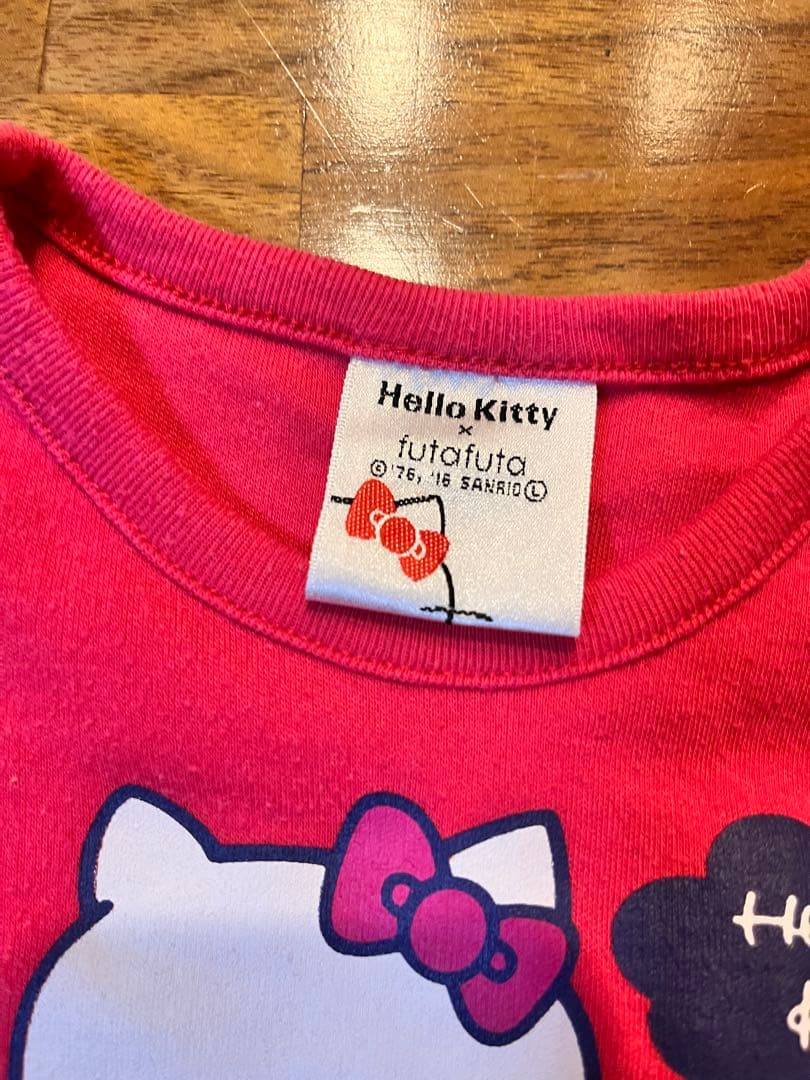 Hello Kitty
×
futafuta
©'76, '16 SANRIO Ⓛ